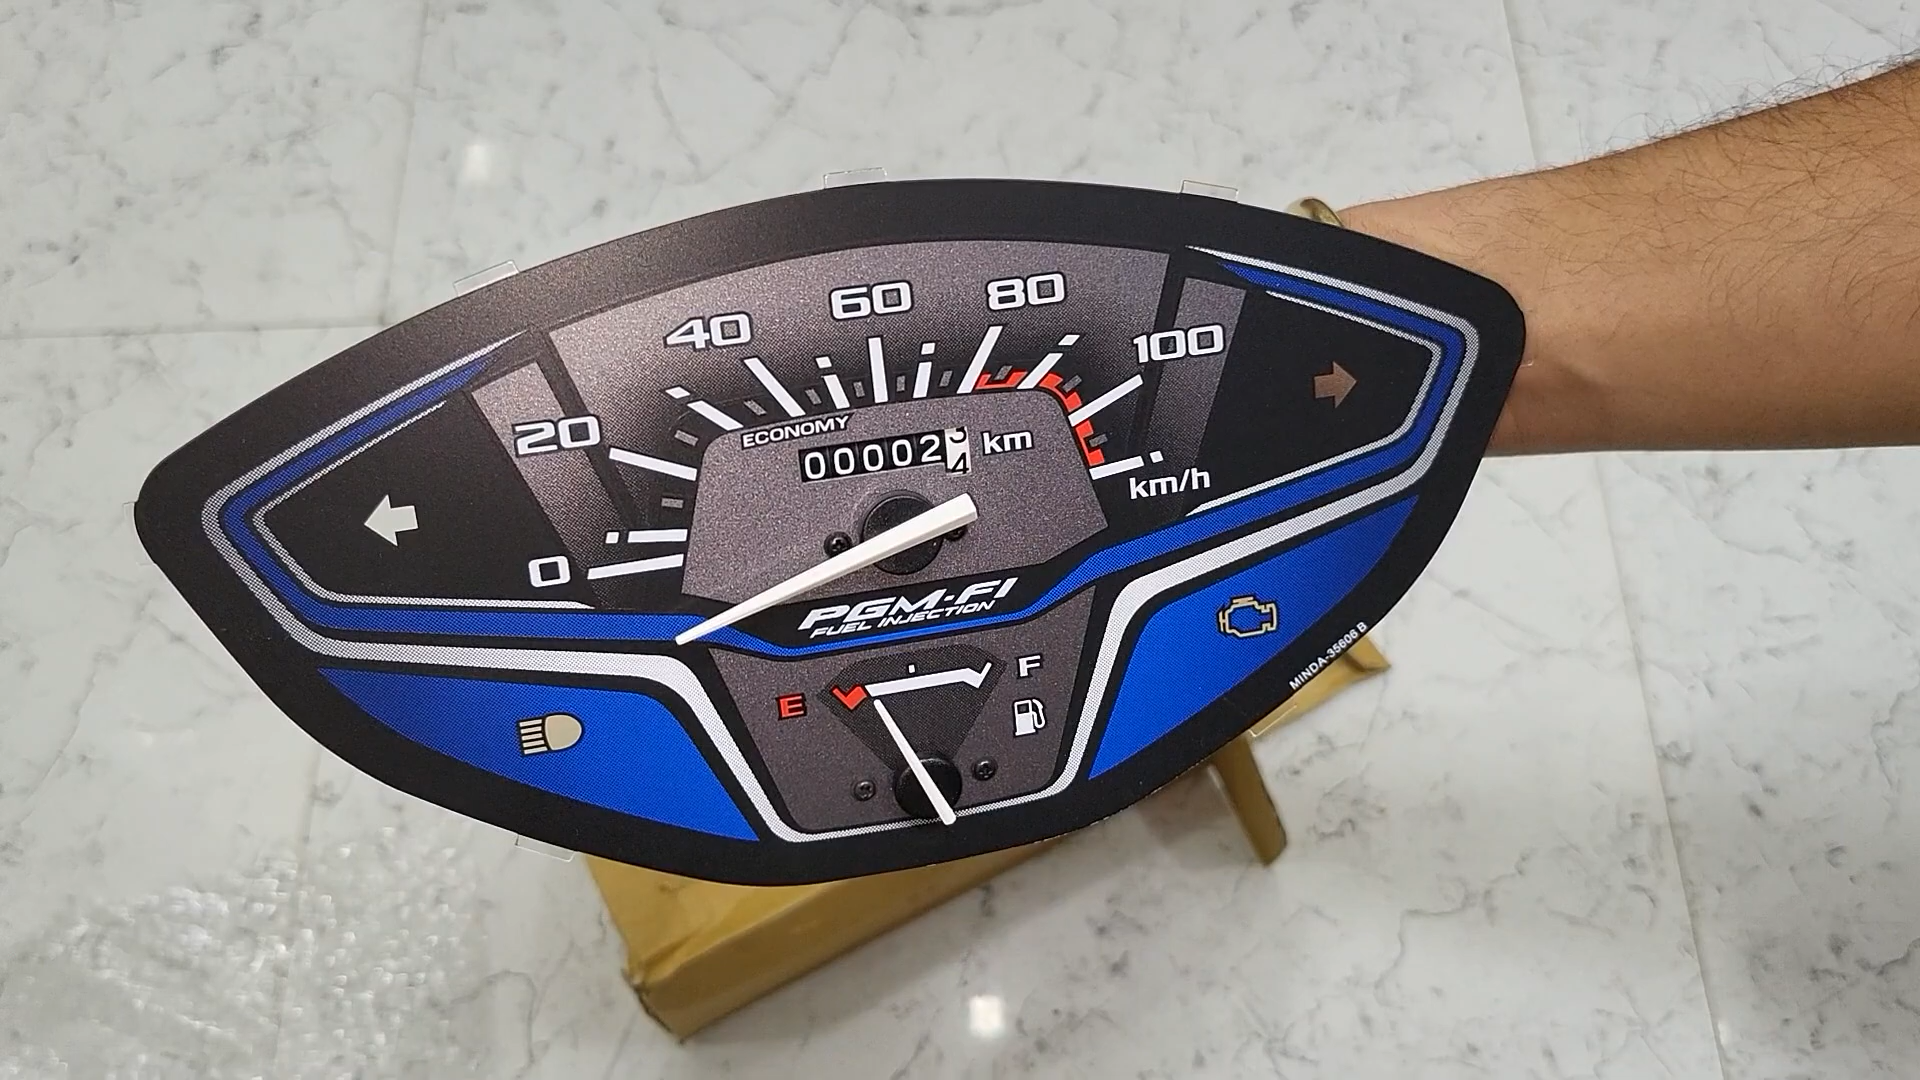 60
80
40
100
20
ECONOMY
00002 km
km/h
0
PGM-FI
FUEL INJECTION
E
F
MINDA-35606 B